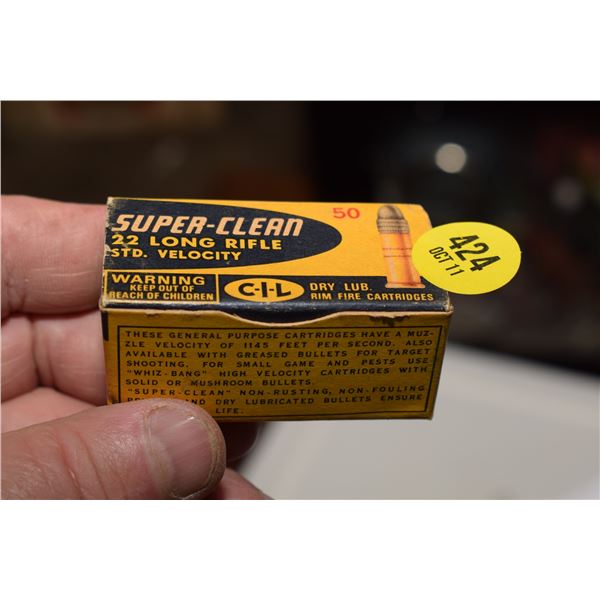 SUPER-CLEAN
50
22 LONG RIFLE
STD. VELOCITY
WARNING
KEEP OUT OF
REACH OF CHILDREN
C-I-L
DRY LUB.
RIM FIRE CARTRIDGES
424
OCT 11
THESE GENERAL PURPOSE CARTRIDGES HAVE A MUZ-
ZLE VELOCITY OF 1145 FEET PER SECOND. ALSO
AVAILABLE WITH GREASED BULLETS FOR TARGET
SHOOTING. FOR SMALL GAME AND PESTS USE
"WHIZ-BANG" HIGH VELOCITY CARTRIDGES WITH
SOLID OR MUSHROOM BULLETS.
"SUPER-CLEAN" NON-RUSTING, NON-FOULING
AND DRY LUBRICATED BULLETS ENSURE
LIFE.